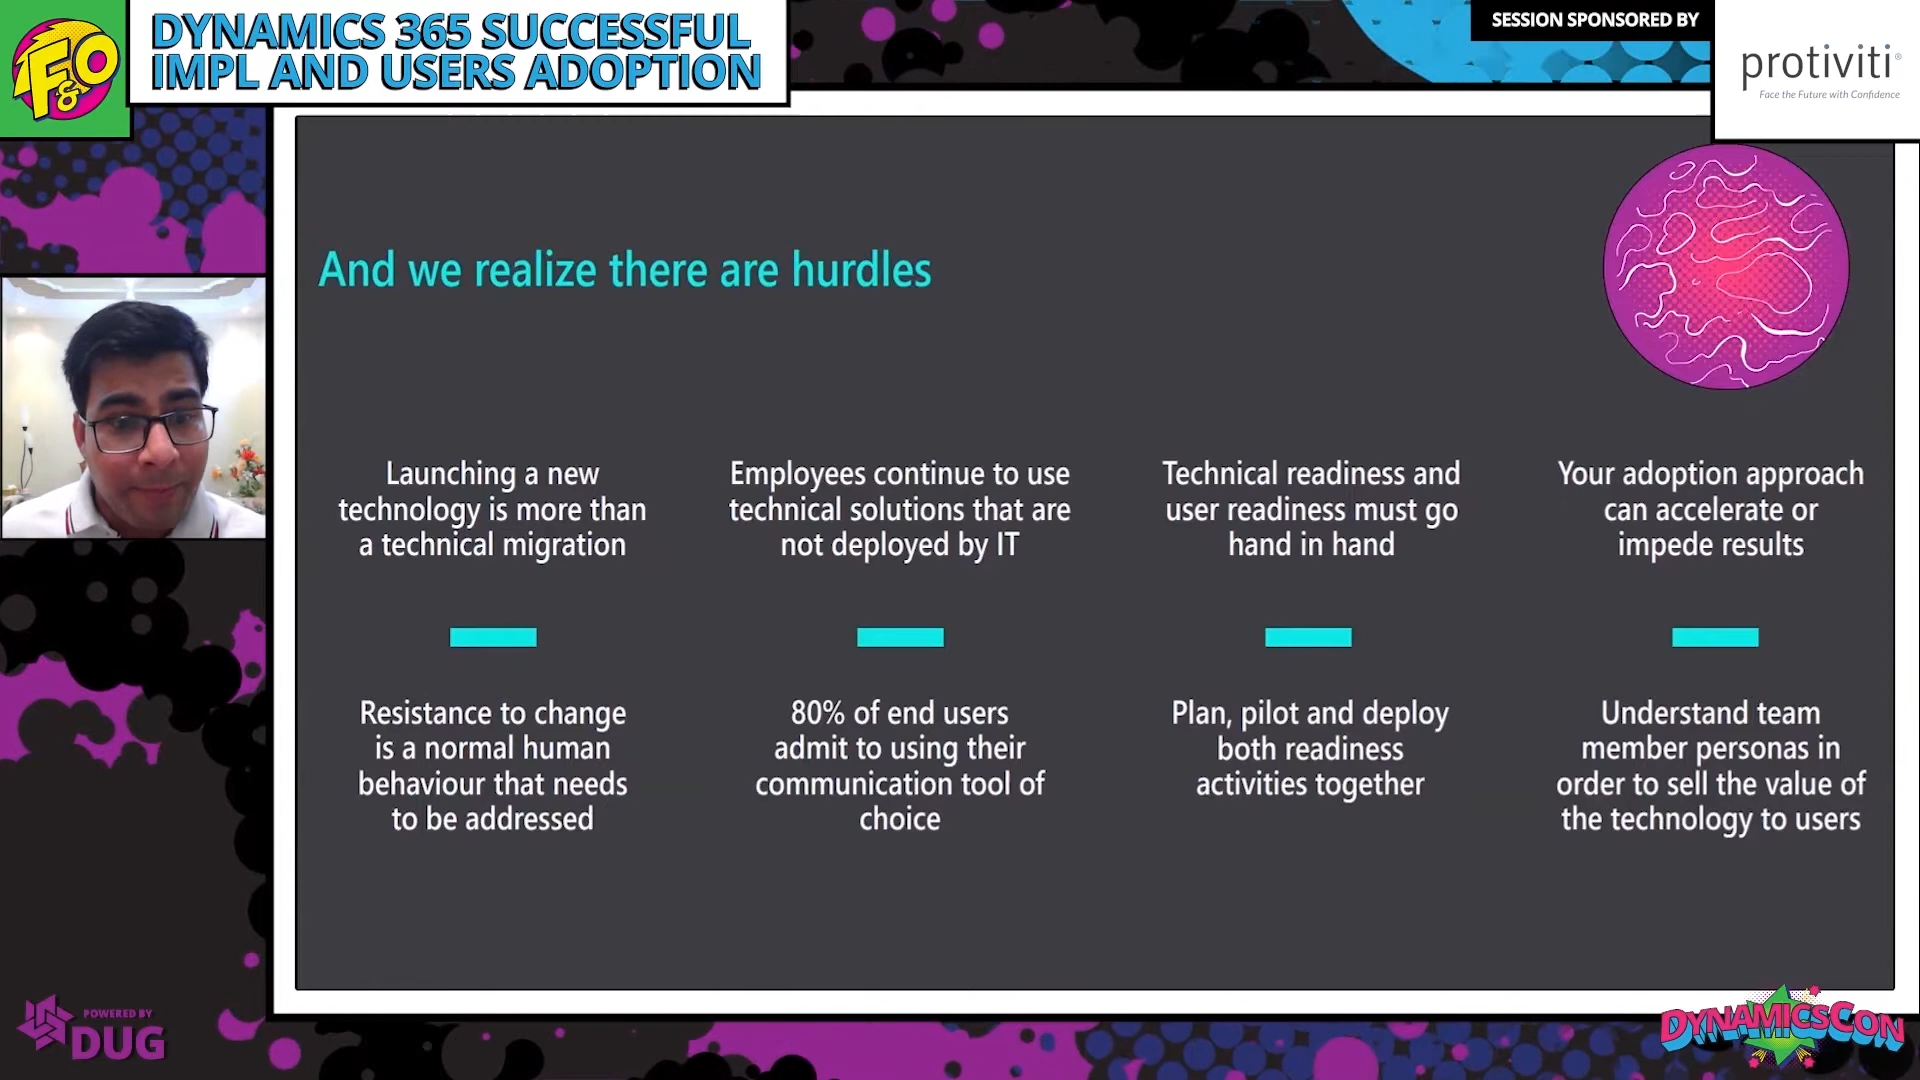 F&O
DYNAMICS 365 SUCCESSFUL
IMPL AND USERS ADOPTION
SESSION SPONSORED BY
protiviti®
Face the Future with Confidence
And we realize there are hurdles
Launching a new
technology is more than
a technical migration
Resistance to change
is a normal human
behaviour that needs
to be addressed
Employees continue to use
technical solutions that are
not deployed by IT
80% of end users
admit to using their
communication tool of
choice
Technical readiness and
user readiness must go
hand in hand
Plan, pilot and deploy
both readiness
activities together
Your adoption approach
can accelerate or
impede results
Understand team
member personas in
order to sell the value of
the technology to users
POWERED BY
DUG
DYNAMICSCON